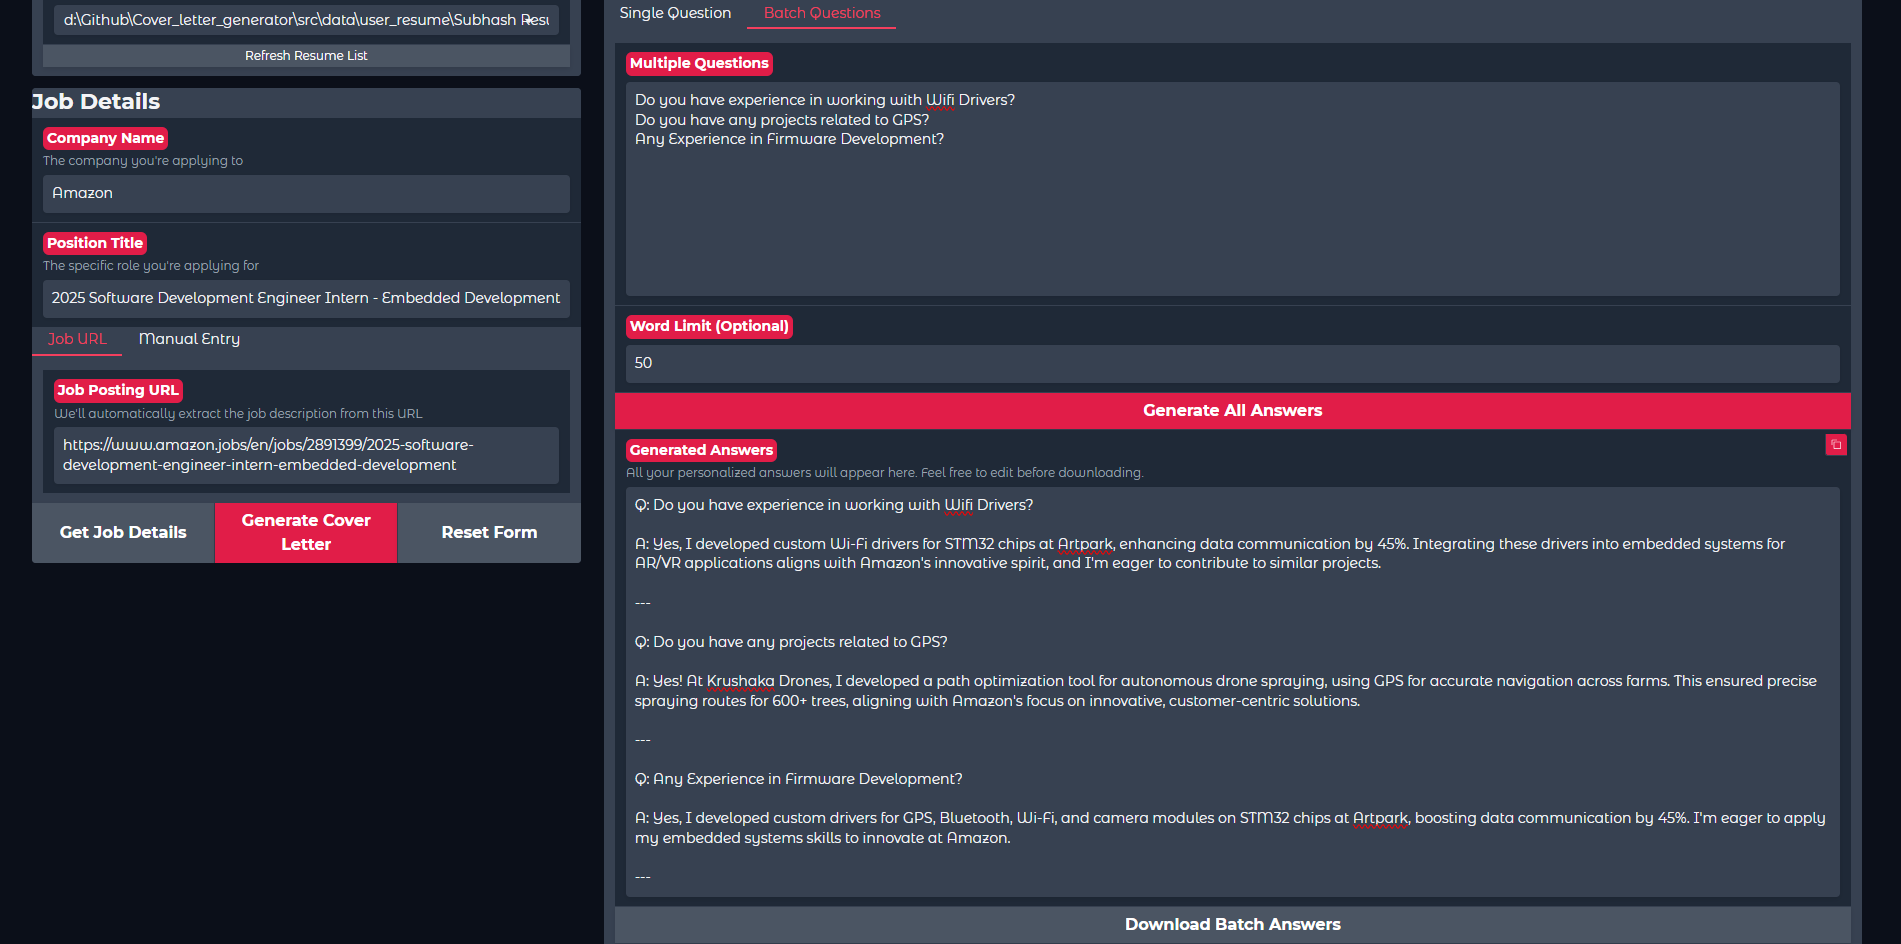 d:\Github\Cover_letter_generator\src\data\user_resume\Subhash
Refresh Resume List
Job Details
Company Name
The company you're applying to
Amazon
Position Title
The specific role you're applying for
2025 Software Development Engineer Intern - Embedded Development
Job URL Manual Entry
Job Posting URL
We'll automatically extract the job description from this URL
https://www.amazon.jobs/en/jobs/2891399/2025-software-
development-engineer-intern-embedded-development
Get Job Details
Generate Cover
Letter
Reset Form
Single Question Batch Questions
Multiple Questions
Do you have experience in working with Wifi Drivers?
Do you have any projects related to GPS?
Any Experience in Firmware Development?
Word Limit (Optional)
50
Generate All Answers
Generated Answers
All your personalized answers will appear here. Feel free to edit before downloading.
Q: Do you have experience in working with Wifi Drivers?
A: Yes, I developed custom Wi-Fi drivers for STM32 chips at Artpark, enhancing data communication by 45%. Integrating these drivers into embedded systems for
AR/VR applications aligns with Amazon's innovative spirit, and I'm eager to contribute to similar projects.
---
Q: Do you have any projects related to GPS?
A: Yes! At Krushaka Drones, I developed a path optimization tool for autonomous drone spraying, using GPS for accurate navigation across farms. This ensured precise
spraying routes for 600+ trees, aligning with Amazon's focus on innovative, customer-centric solutions.
---
Q: Any Experience in Firmware Development?
A: Yes, I developed custom drivers for GPS, Bluetooth, Wi-Fi, and camera modules on STM32 chips at Artpark, boosting data communication by 45%. I'm eager to apply
my embedded systems skills to innovate at Amazon.
---
Download Batch Answers